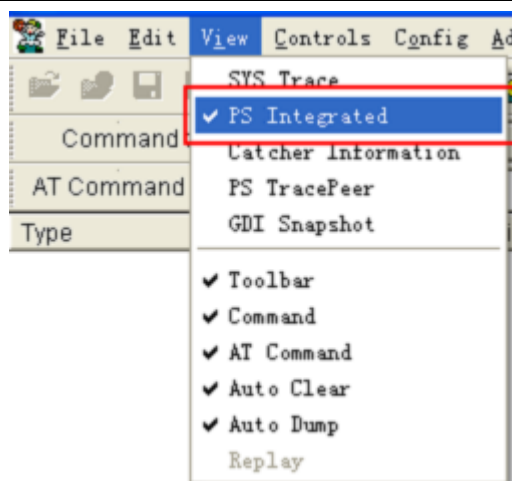 File Edit View Controls Config Ad
SYS Trace
PS Integrated
Command
Catcher Information
AT Command
PS TracePeer
Type
GDI Snapshot
Toolbar
Command
AT Command
Auto Clear
Auto Dump
Replay